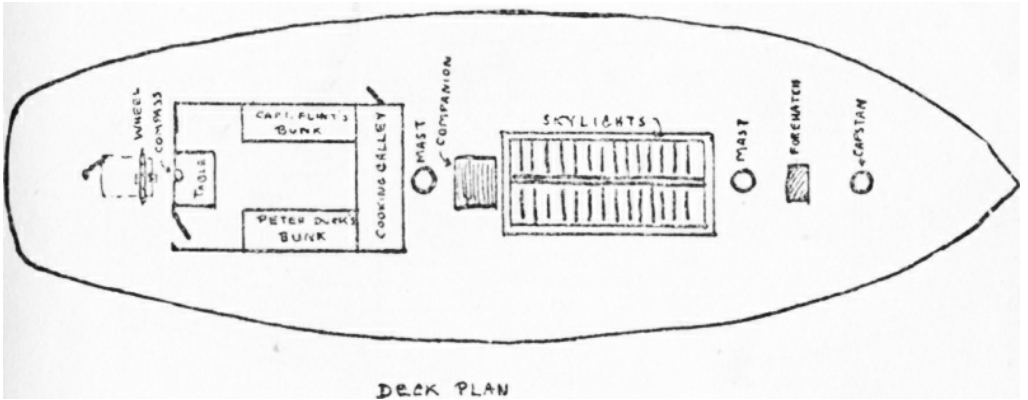 WHEEL
COMPASS
TABLE
CAPT. FLINT'S
BUNK
PETER DUCK'S
BUNK
COOKING GALLEY
MAST
COMPANION
SKYLIGHTS
MAST
FOREHATCH
CAPSTAN
DECK PLAN